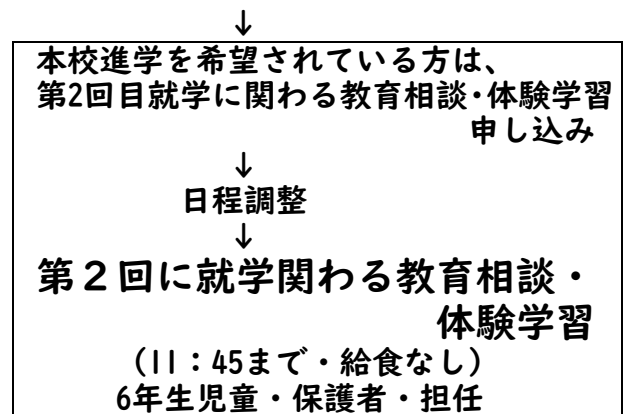 ↓
本校進学を希望されている方は、
第2回目就学に関わる教育相談・体験学習
申し込み
↓
日程調整
↓
第２回に就学関わる教育相談・
体験学習
（11：45まで・給食なし）
6年生児童・保護者・担任